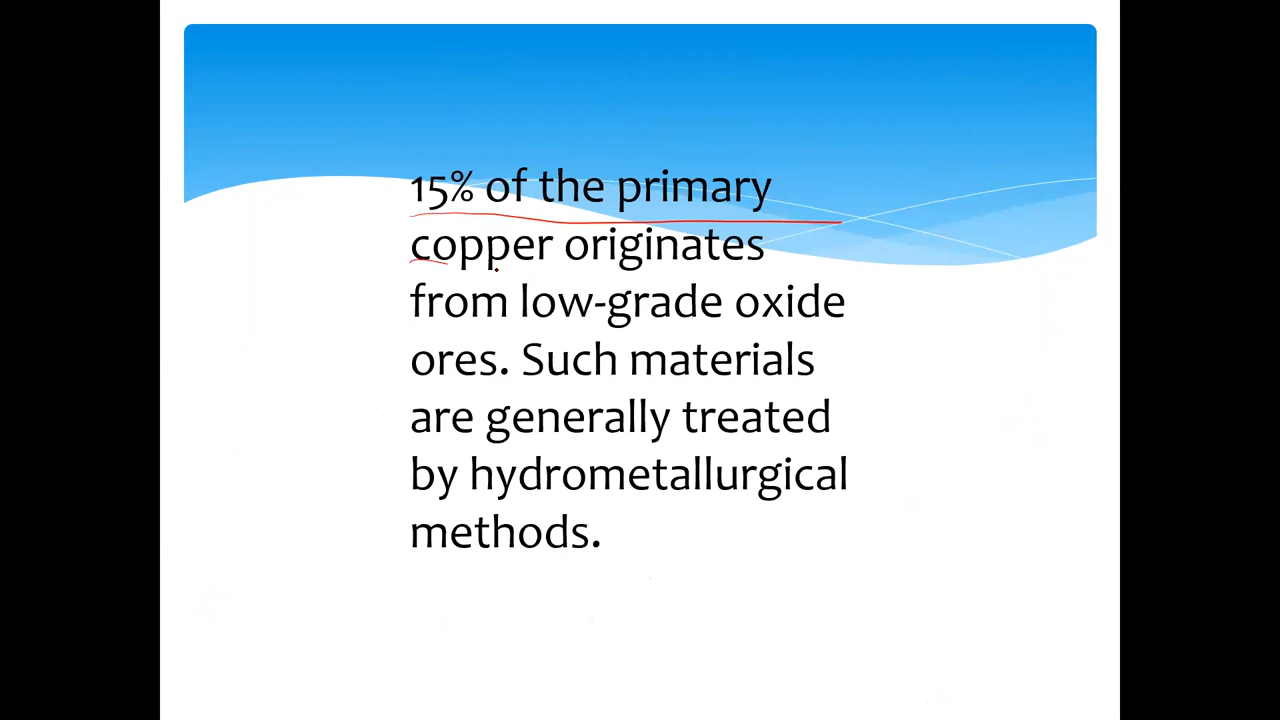 15% of the primary
copper originates
from low-grade oxide
ores. Such materials
are generally treated
by hydrometallurgical
methods.